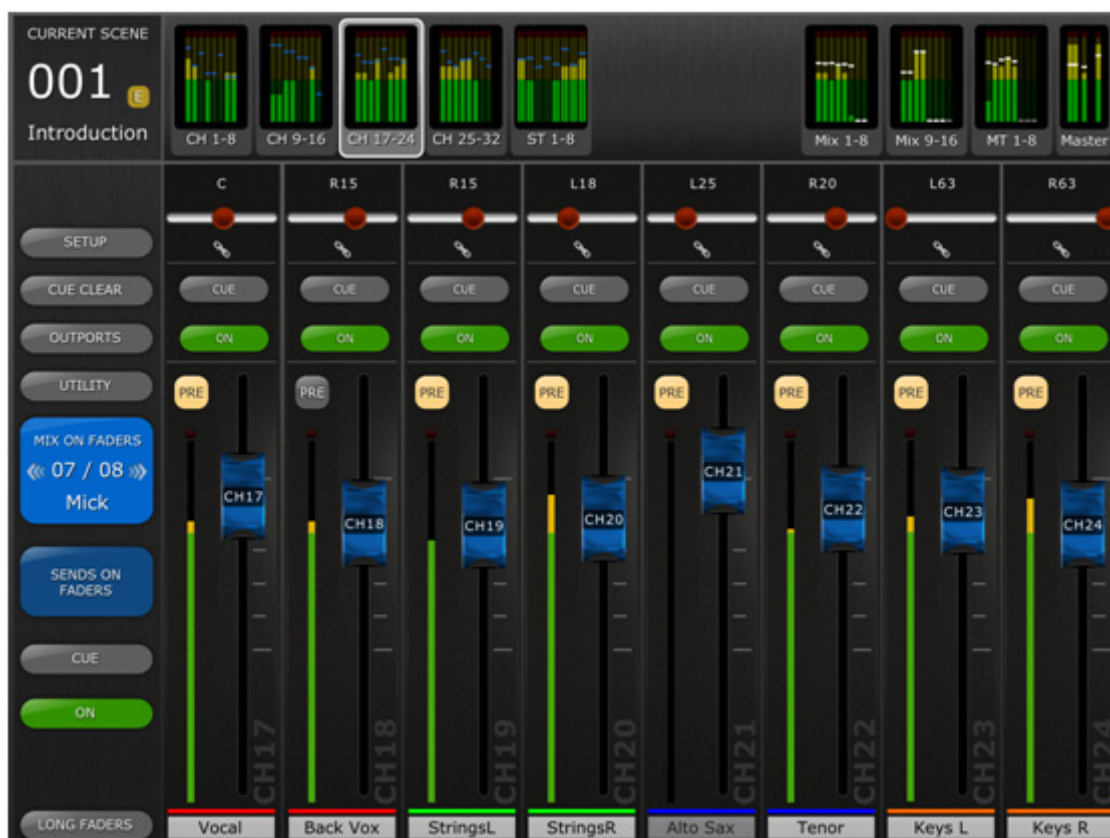 CURRENT SCENE
001 E
Introduction
CH 1-8 CH 9-16 CH 17-24 CH 25-32 ST 1-8 Mix 1-8 Mix 9-16 MT 1-8 Master
C R15 R15 L18 L25 R20 L63 R63
SETUP
CUE CLEAR CUE CUE CUE CUE CUE CUE CUE CUE
OUTPORTS ON ON ON ON ON ON ON ON
UTILITY PRE PRE PRE PRE PRE PRE PRE PRE
MIX ON FADERS
07 / 08
Mick
CH17 CH18 CH19 CH20 CH21 CH22 CH23 CH24
SENDS ON
FADERS
CUE
ON
CH17 CH18 CH19 CH20 CH21 CH22 CH23 CH24
LONG FADERS Vocal Back Vox StringsL StringsR Alto Sax Tenor Keys L Keys R